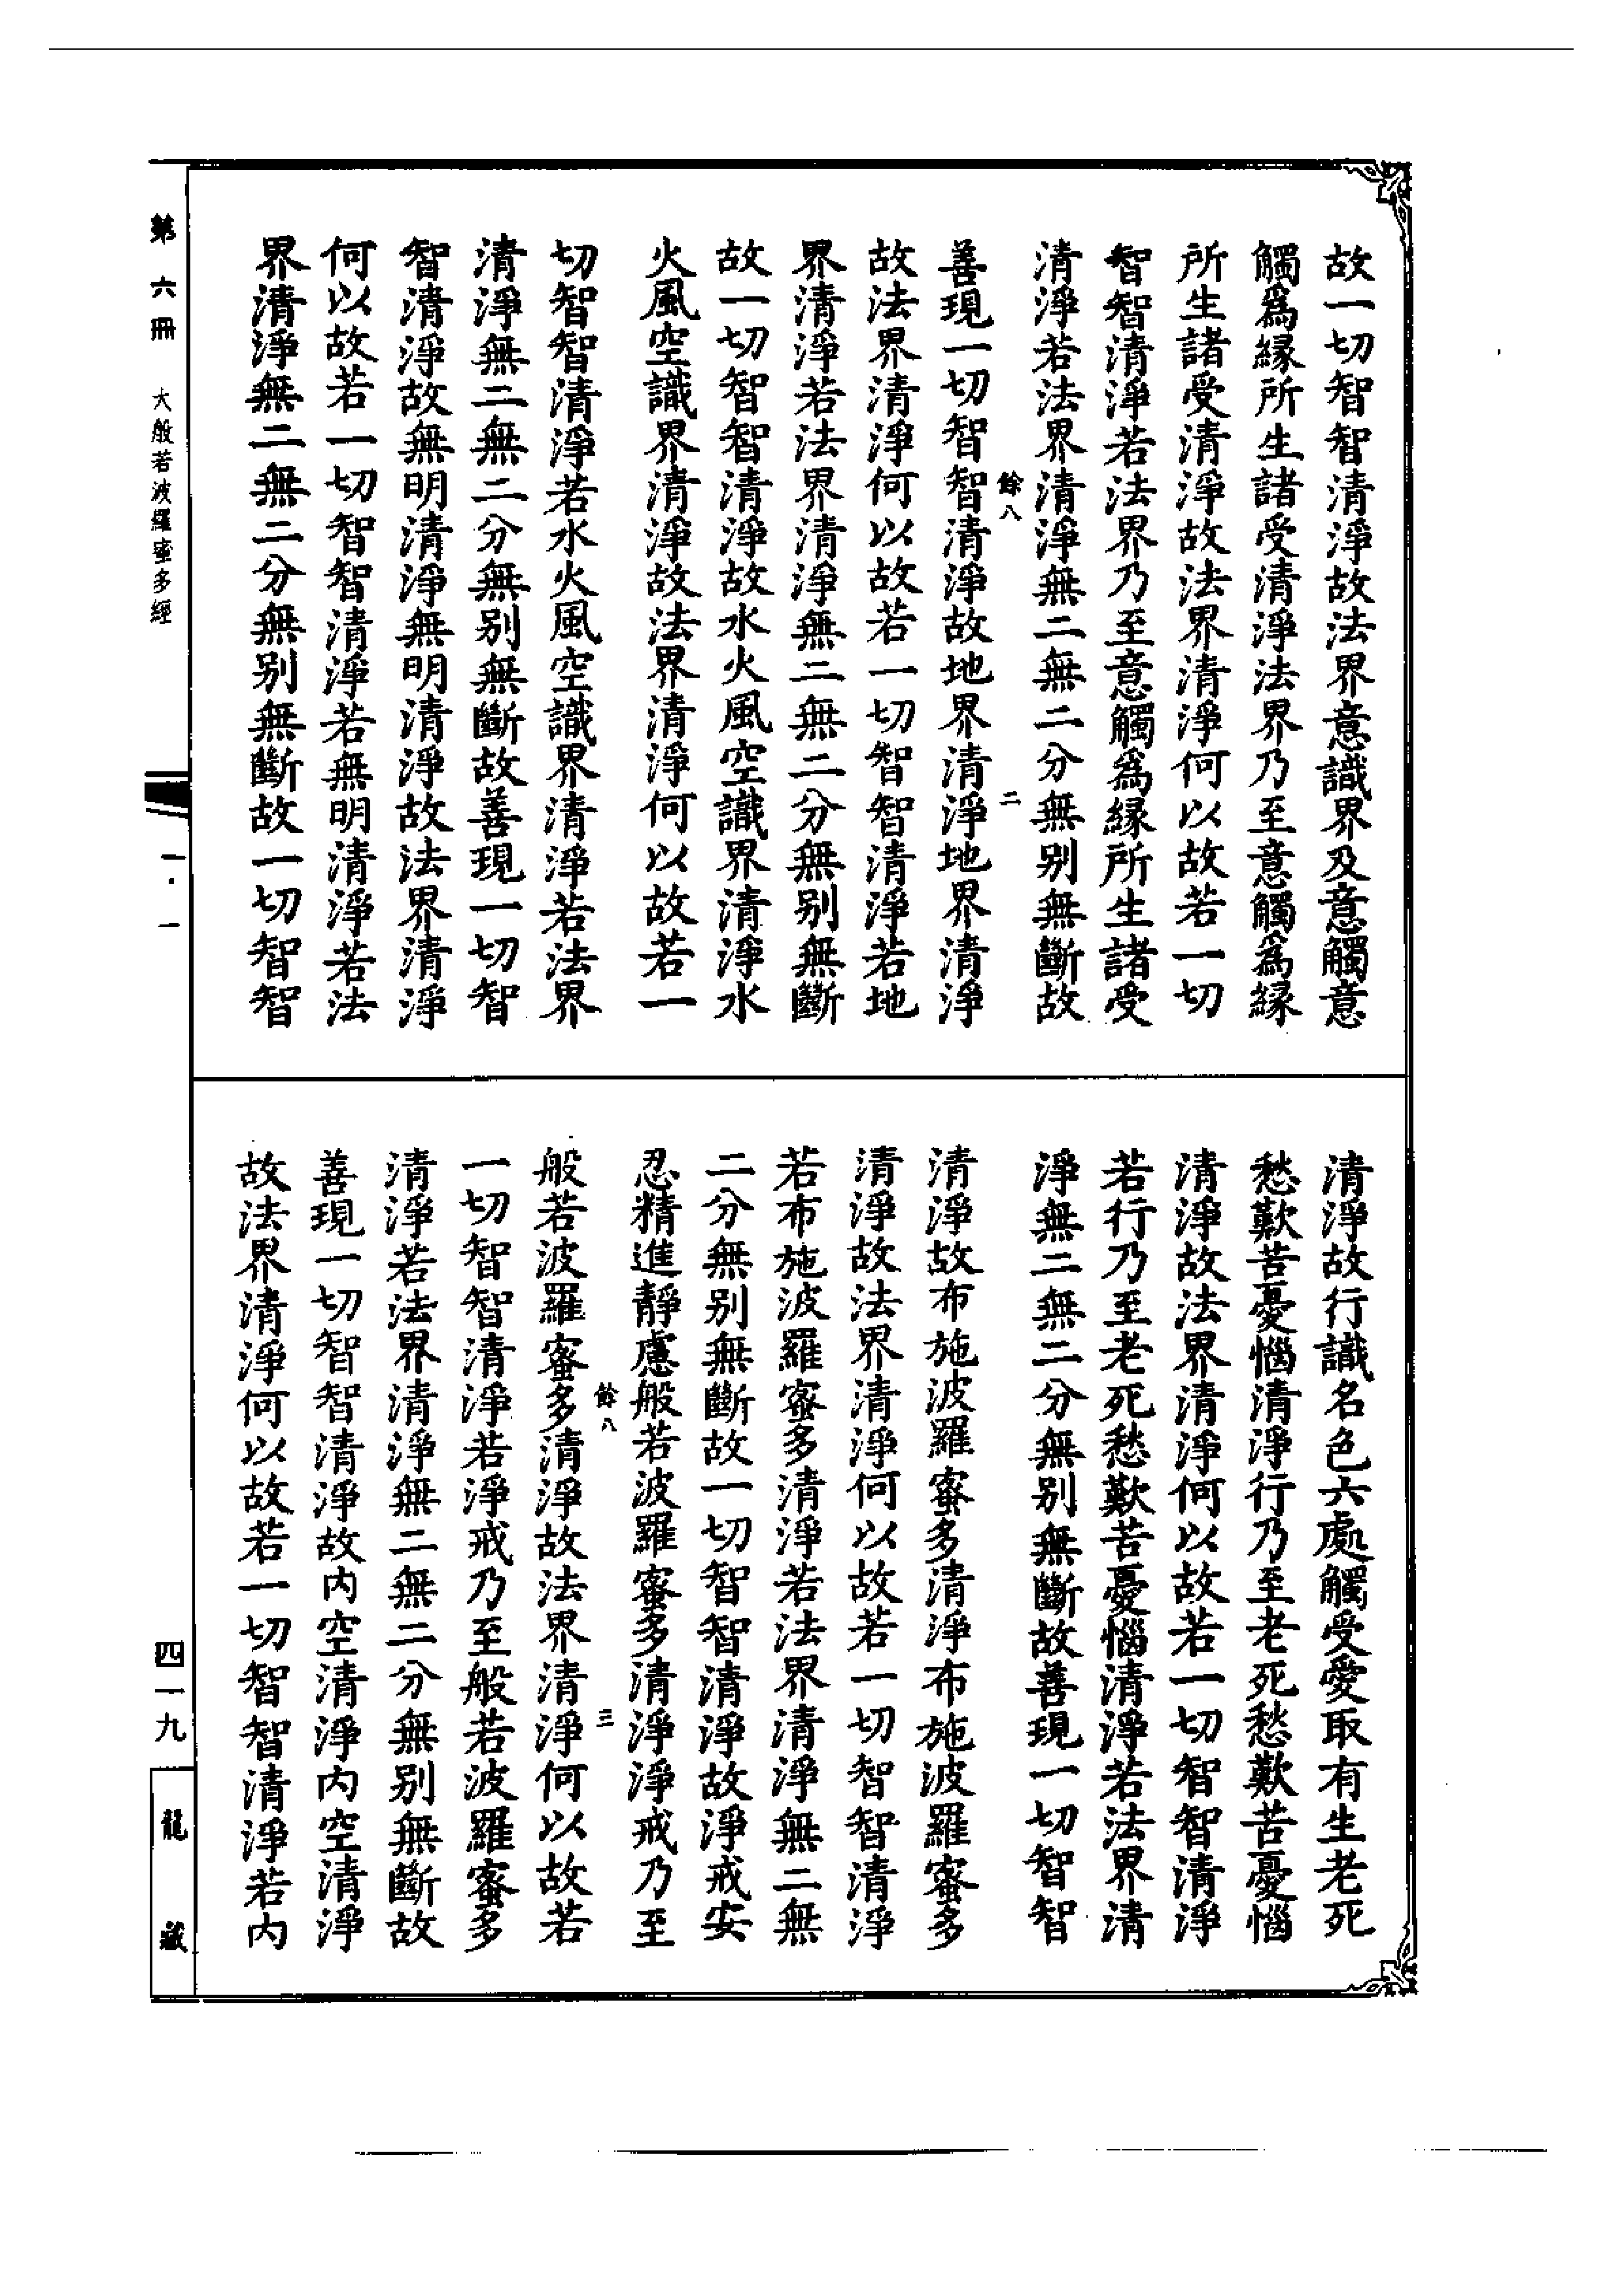 故一切智智清淨故法界意識界及意觸意
觸爲緣所生諸受清淨法界乃至意觸爲緣
所生諸受清淨故法界清淨何以故若一切
智智清淨若法界乃至意觸爲緣所生諸受
清淨若法界清淨無二無二分無別無斷故
餘八 二
善現一切智智清淨故地界清淨地界清淨
故法界清淨何以故若一切智智清淨若地
界清淨若法界清淨無二無二分無別無斷
故一切智智清淨故水火風空識界清淨水
火風空識界清淨故法界清淨何以故若一
切智智清淨若水火風空識界清淨若法界
清淨無二無二分無別無斷故善現一切智
智清淨故無明清淨無明清淨故法界清淨
何以故若一切智智清淨若無明清淨若法
界清淨無二無二分無別無斷故一切智智
清淨故行識名色六處觸受愛取有生老死
愁歎苦憂惱清淨行乃至老死愁歎苦憂惱
清淨故法界清淨何以故若一切智智清淨
若行乃至老死愁歎苦憂惱清淨若法界清
淨無二無二分無別無斷故善現一切智智
清淨故布施波羅蜜多清淨布施波羅蜜多
清淨故法界清淨何以故若一切智智清淨
若布施波羅蜜多清淨若法界清淨無二無
二分無別無斷故一切智智清淨故淨戒安
忍精進靜慮般若波羅蜜多清淨淨戒乃至
餘八 三
般若波羅蜜多清淨故法界清淨何以故若
一切智智清淨若淨戒乃至般若波羅蜜多
清淨若法界清淨無二無二分無別無斷故
善現一切智智清淨故內空清淨內空清淨
故法界清淨何以故若一切智智清淨若內
第六冊 大般若波羅蜜多經 一・一 四一九 龍藏